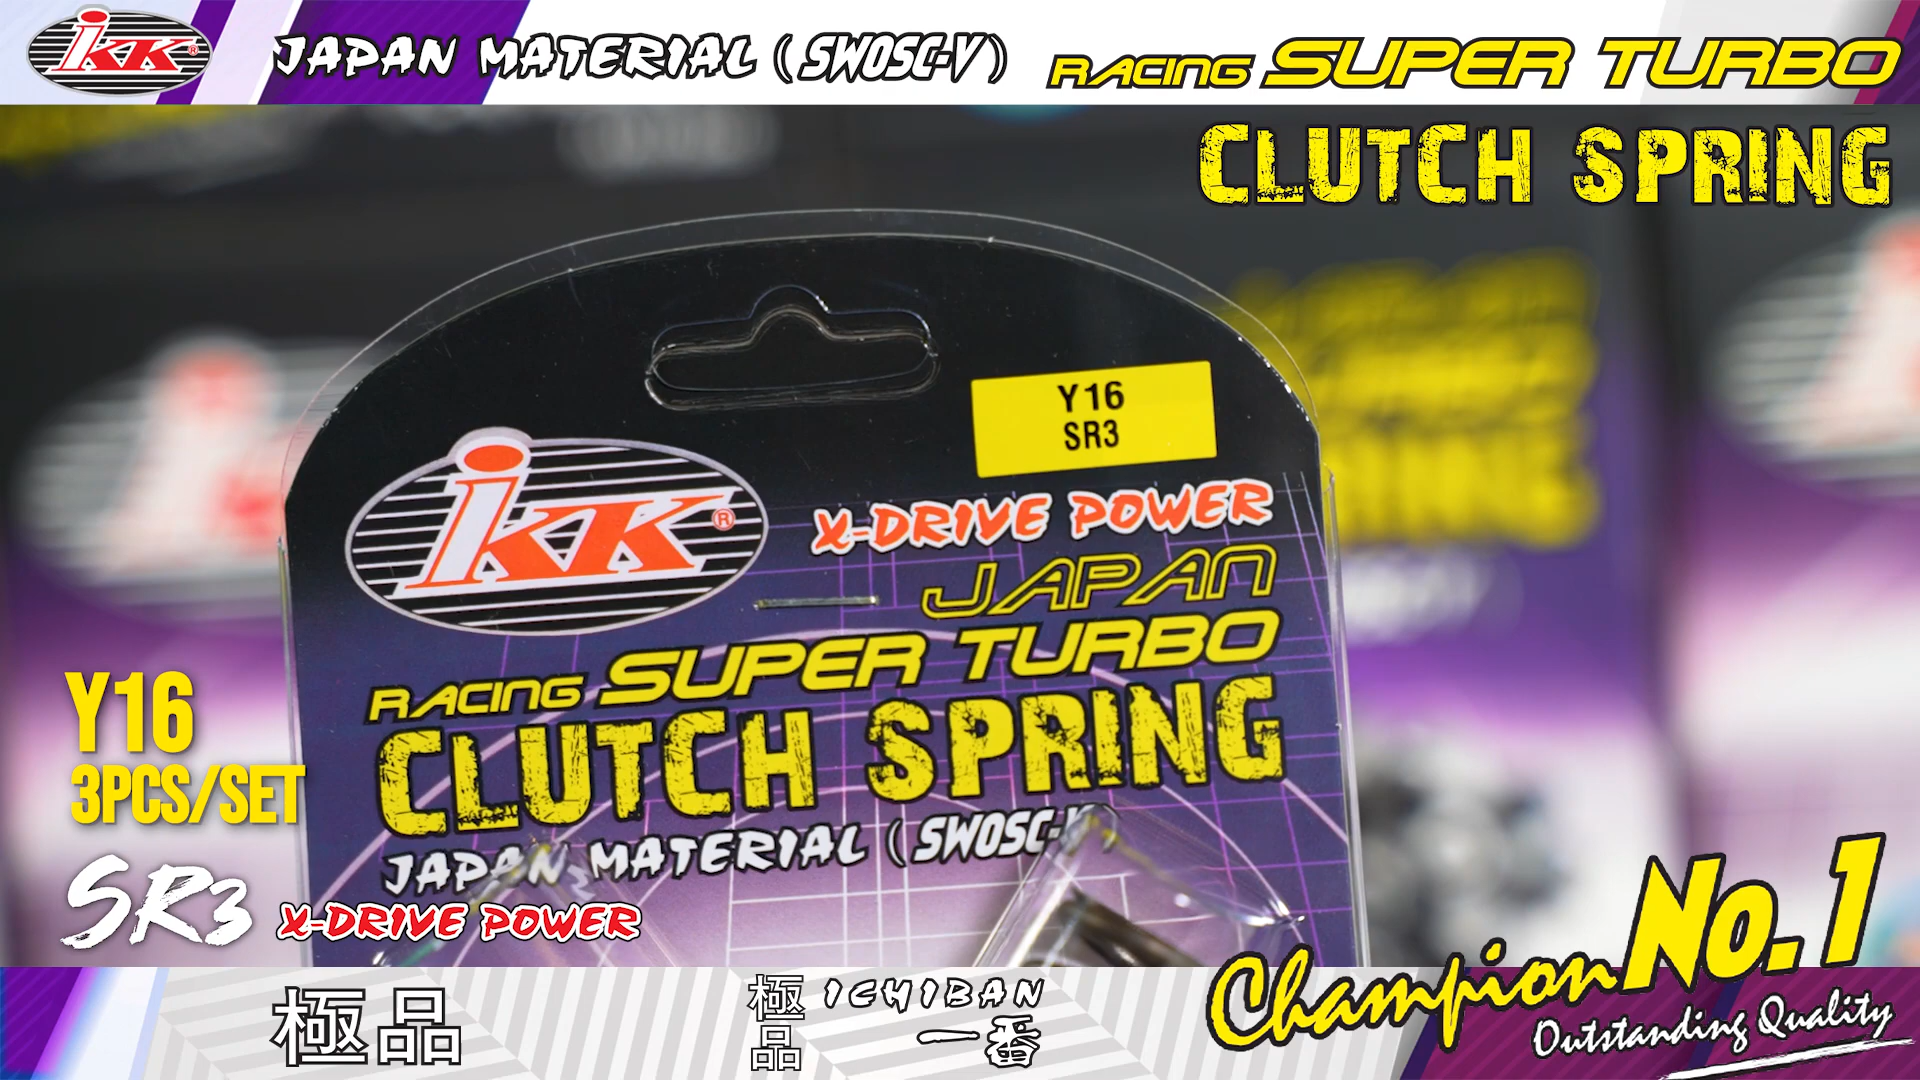 ikk®
JAPAN MATERIAL (SWOSC-V)
RACING SUPER TURBO
CLUTCH SPRING
Y16
SR3
ikk®
X-DRIVE POWER
JAPAN
RACING SUPER TURBO
CLUTCH SPRING
JAPAN MATERIAL (SWOSC-V
Y16
3PCS/SET
SR3 X-DRIVE POWER
Champion No.1
Outstanding Quality
極品
極品
ICHIBAN
一番